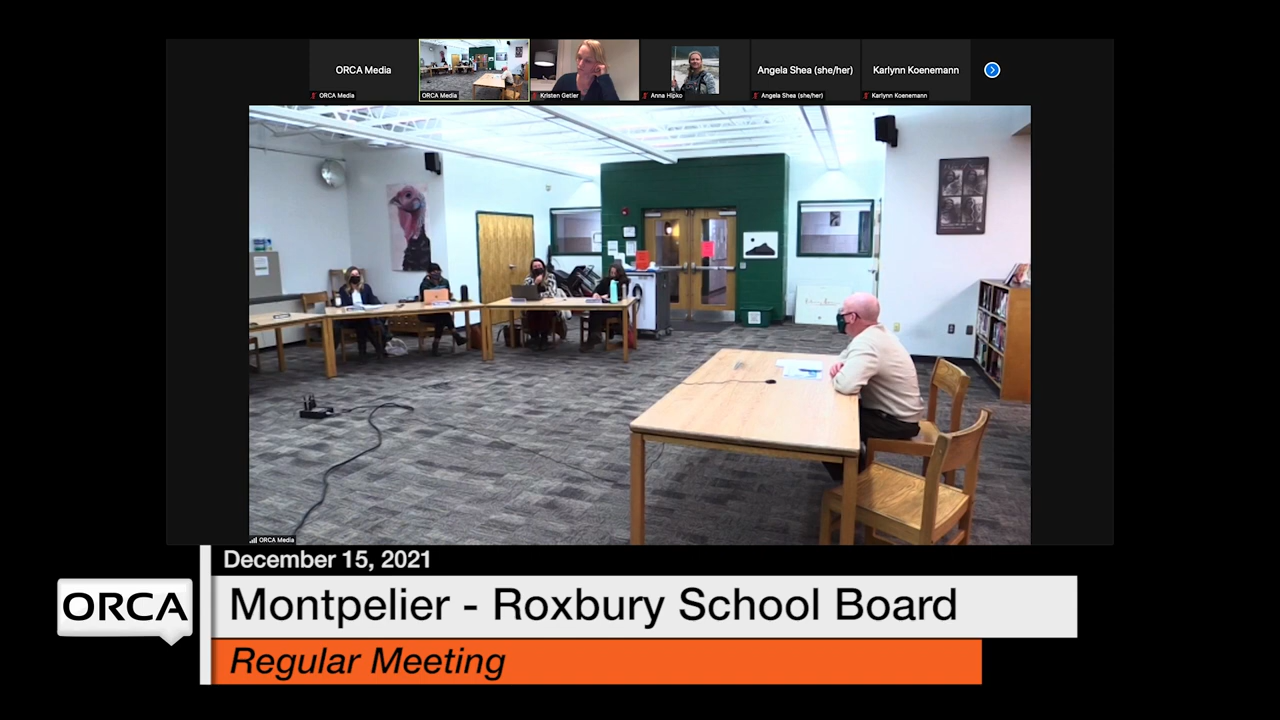 ORCA Media
Angela Shea (she/her)
Karlynn Koenemann
ORCA Media
ORCA Media
Kristen Getler
Anna Hipko
Angela Shea (she/her)
Karlynn Koenemann
ORCA Media
December 15, 2021
ORCA
Montpelier - Roxbury School Board
Regular Meeting